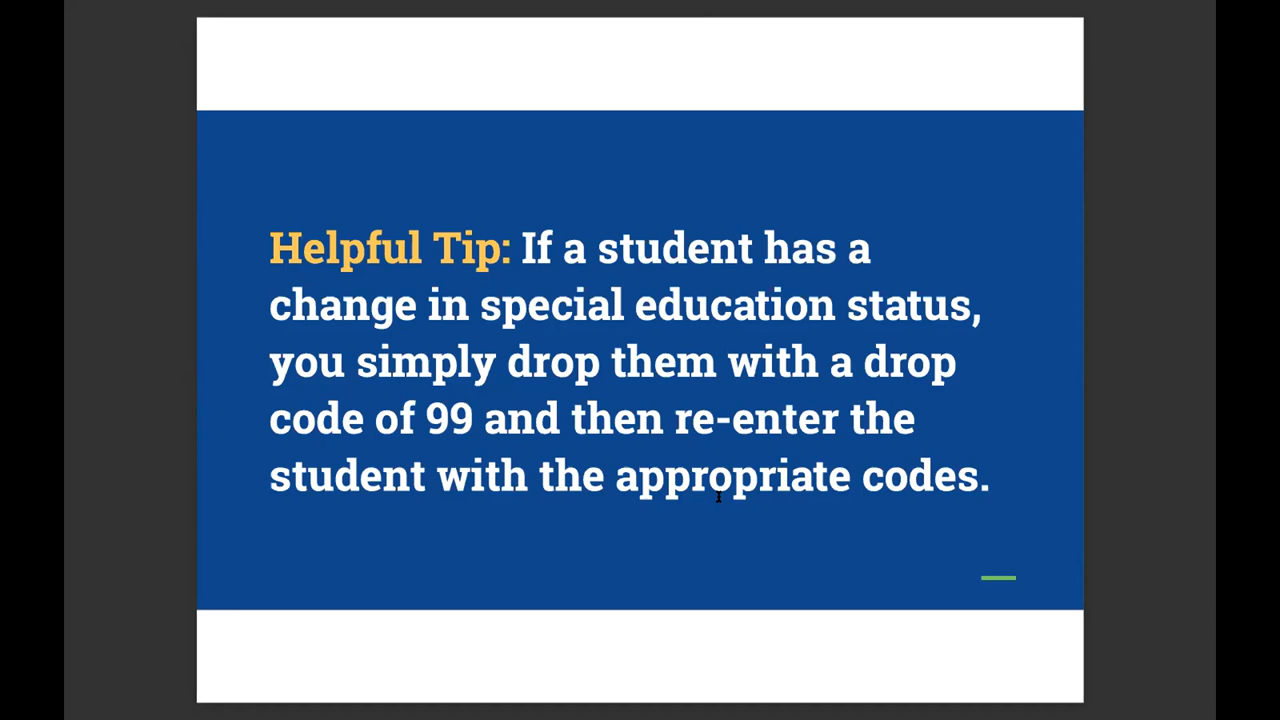 Helpful Tip: If a student has a
change in special education status,
you simply drop them with a drop
code of 99 and then re-enter the
student with the appropriate codes.